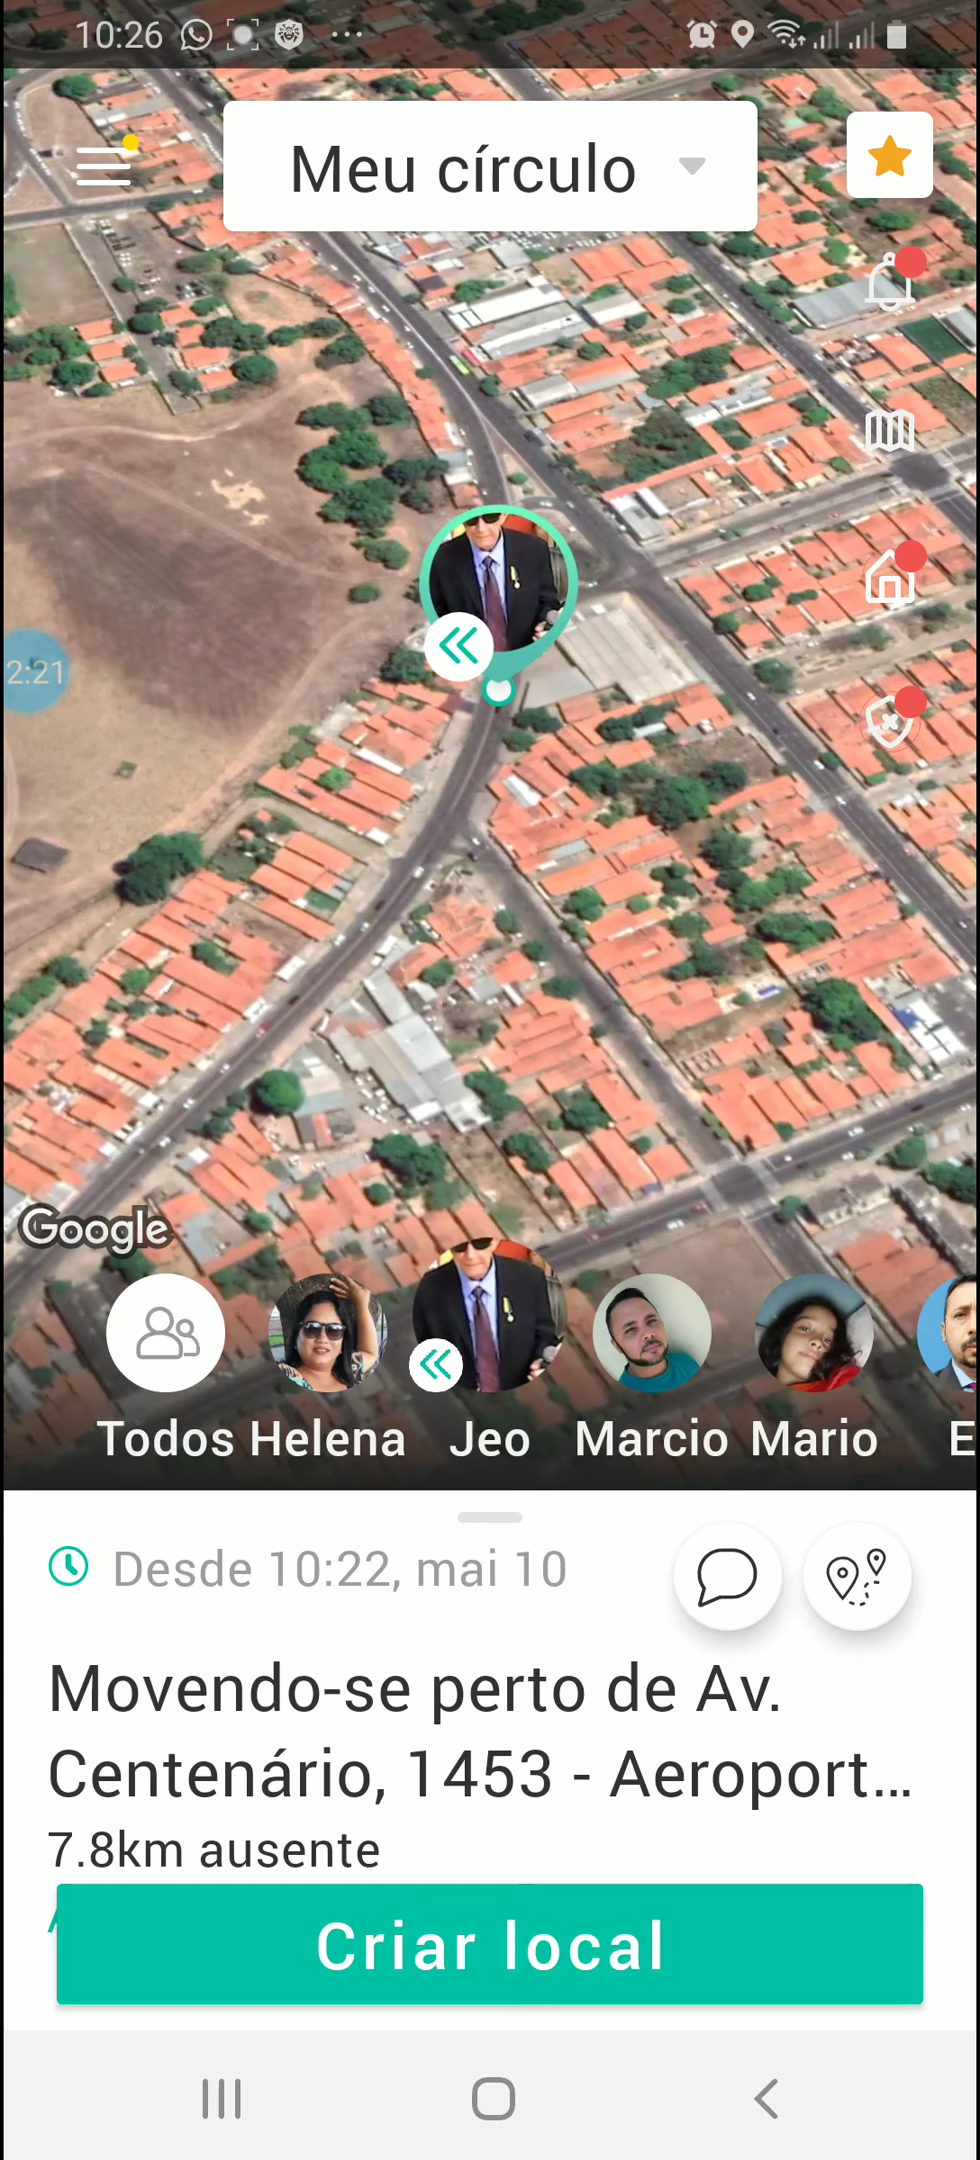 10:26
Meu círculo
2:21
Google
Todos Helena Jeo Marcio Mario E
Desde 10:22, mai 10
Movendo-se perto de Av.
Centenário, 1453 - Aeroport...
7.8km ausente
Criar local